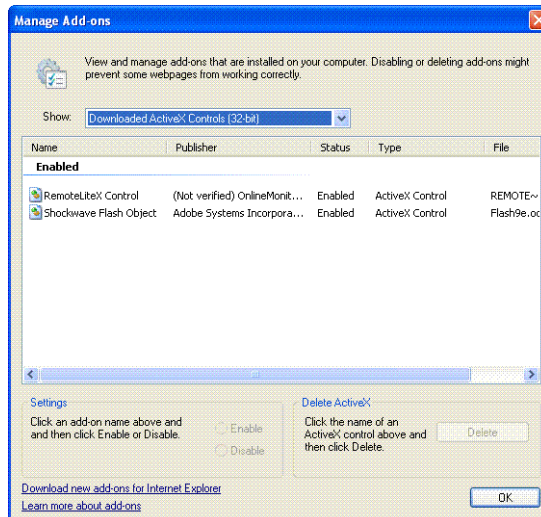 Manage Add-ons
View and manage add-ons that are installed on your computer. Disabling or deleting add-ons might
prevent some webpages from working correctly.
Show: Downloaded ActiveX Controls (32-bit)
Name Publisher Status Type File
Enabled
RemoteLiteX Control (Not verified) OnlineMonit... Enabled ActiveX Control REMOTE~
Shockwave Flash Object Adobe Systems Incorpora... Enabled ActiveX Control Flash9e.oc
Settings
Click an add-on name above and
and then click Enable or Disable.
Enable
Disable
Delete ActiveX
Click the name of an
ActiveX control above and
then click Delete.
Delete
Download new add-ons for Internet Explorer
Learn more about add-ons
OK